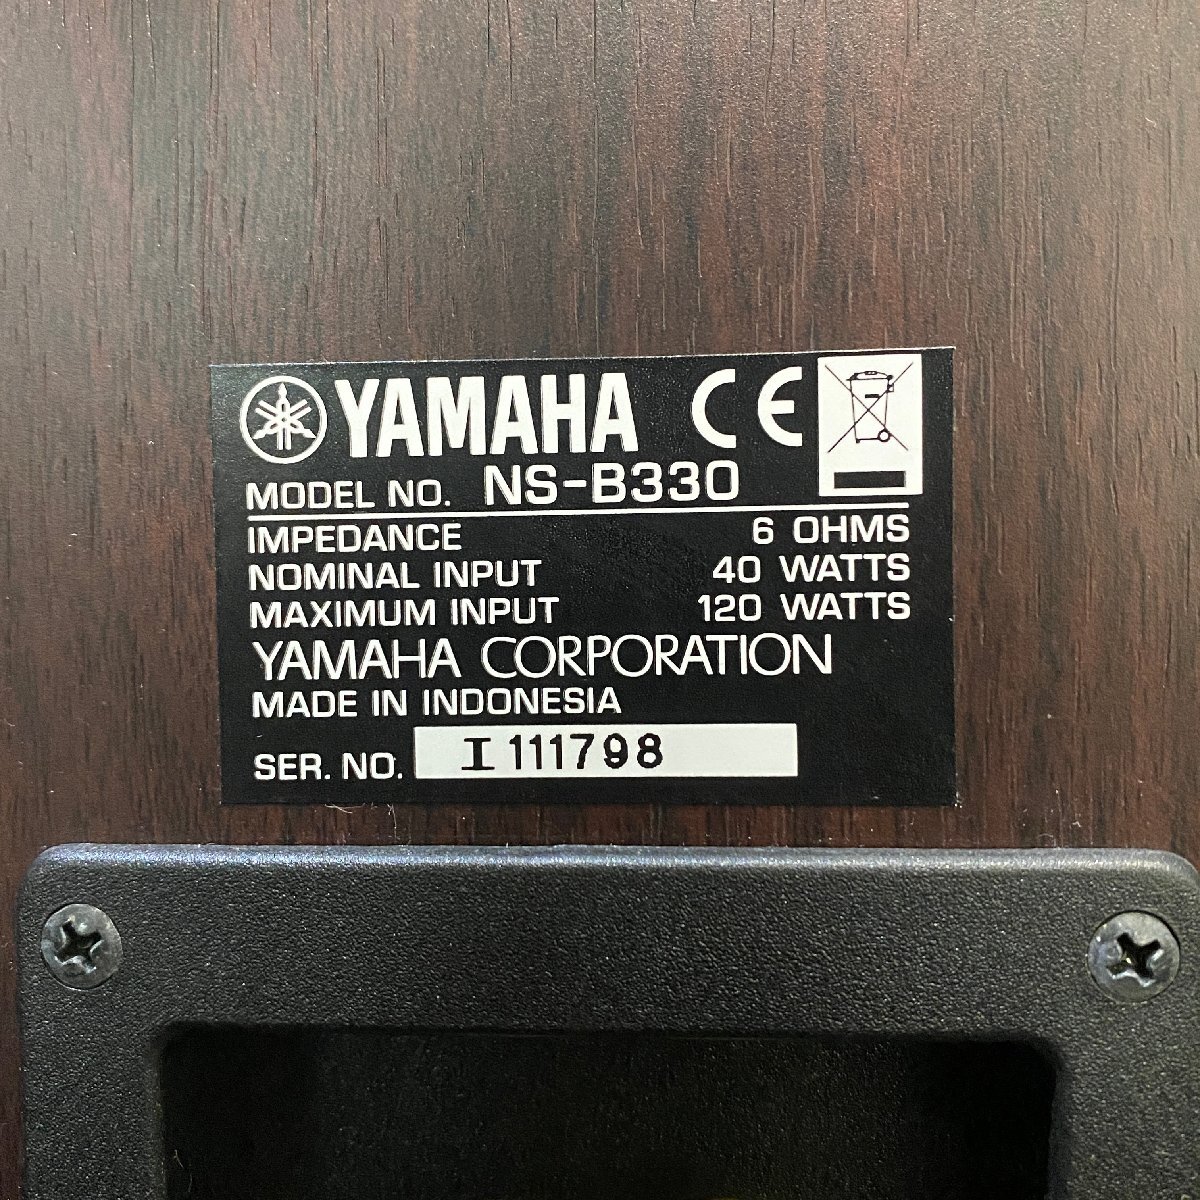 YAMAHA CE
MODEL NO. NS-B330
IMPEDANCE 6 OHMS
NOMINAL INPUT 40 WATTS
MAXIMUM INPUT 120 WATTS
YAMAHA CORPORATION
MADE IN INDONESIA
SER. NO. I 111798